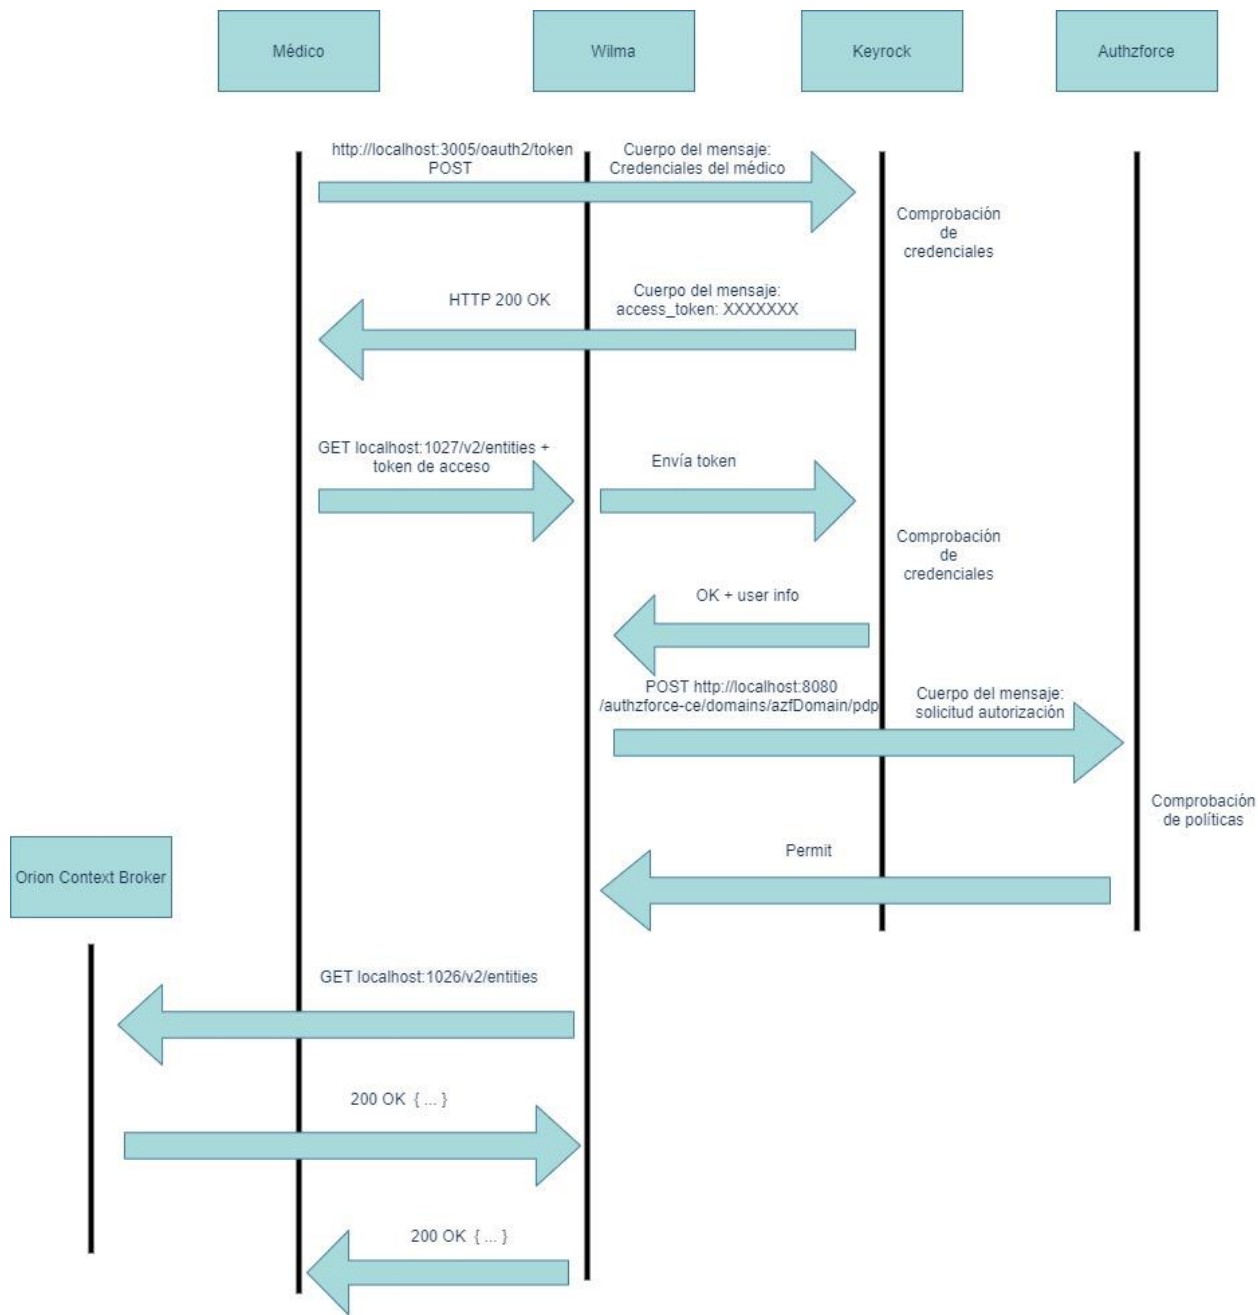 Médico
Wilma
Keyrock
Authzforce
http://localhost:3005/oauth2/token
POST
Cuerpo del mensaje:
Credenciales del médico
Comprobación
de
credenciales
HTTP 200 OK
Cuerpo del mensaje:
access_token: XXXXXXX
GET localhost:1027/v2/entities +
token de acceso
Envía token
Comprobación
de
credenciales
OK + user info
POST http://localhost:8080
/authzforce-ce/domains/azfDomain/pdp
Cuerpo del mensaje:
solicitud autorización
Comprobación
de políticas
Permit
Orion Context Broker
GET localhost:1026/v2/entities
200 OK { ... }
200 OK { ... }